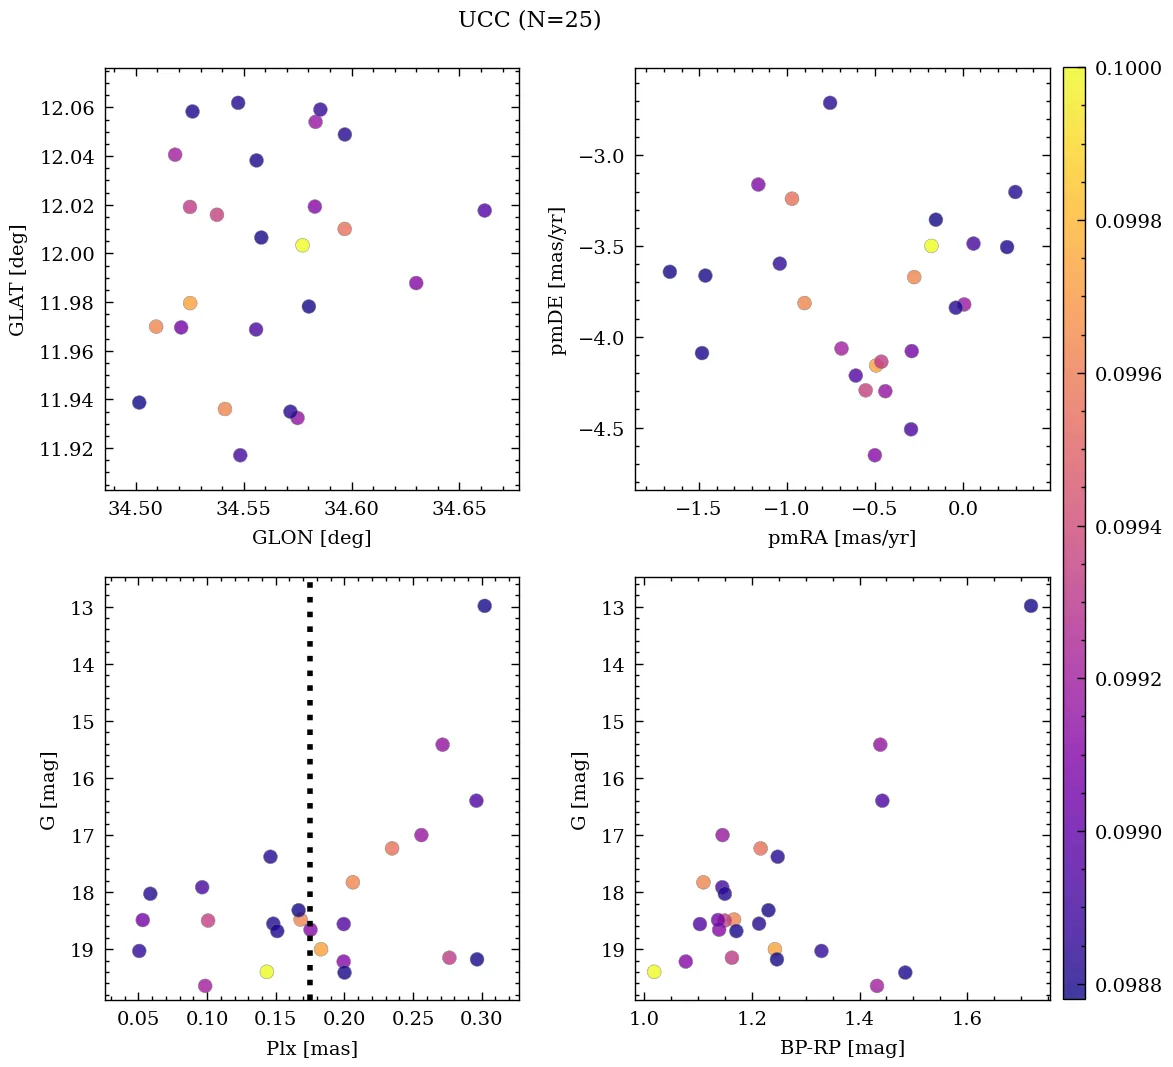 UCC (N=25)
12.06
12.04
12.02
12.00
11.98
11.96
11.94
11.92
GLAT [deg]
34.50 34.55 34.60 34.65
GLON [deg]
−3.0
−3.5
−4.0
−4.5
pmDE [mas/yr]
−1.5 −1.0 −0.5 0.0
pmRA [mas/yr]
13
14
15
16
17
18
19
G [mag]
0.05 0.10 0.15 0.20 0.25 0.30
Plx [mas]
13
14
15
16
17
18
19
G [mag]
1.0 1.2 1.4 1.6
BP-RP [mag]
0.1000
0.0998
0.0996
0.0994
0.0992
0.0990
0.0988